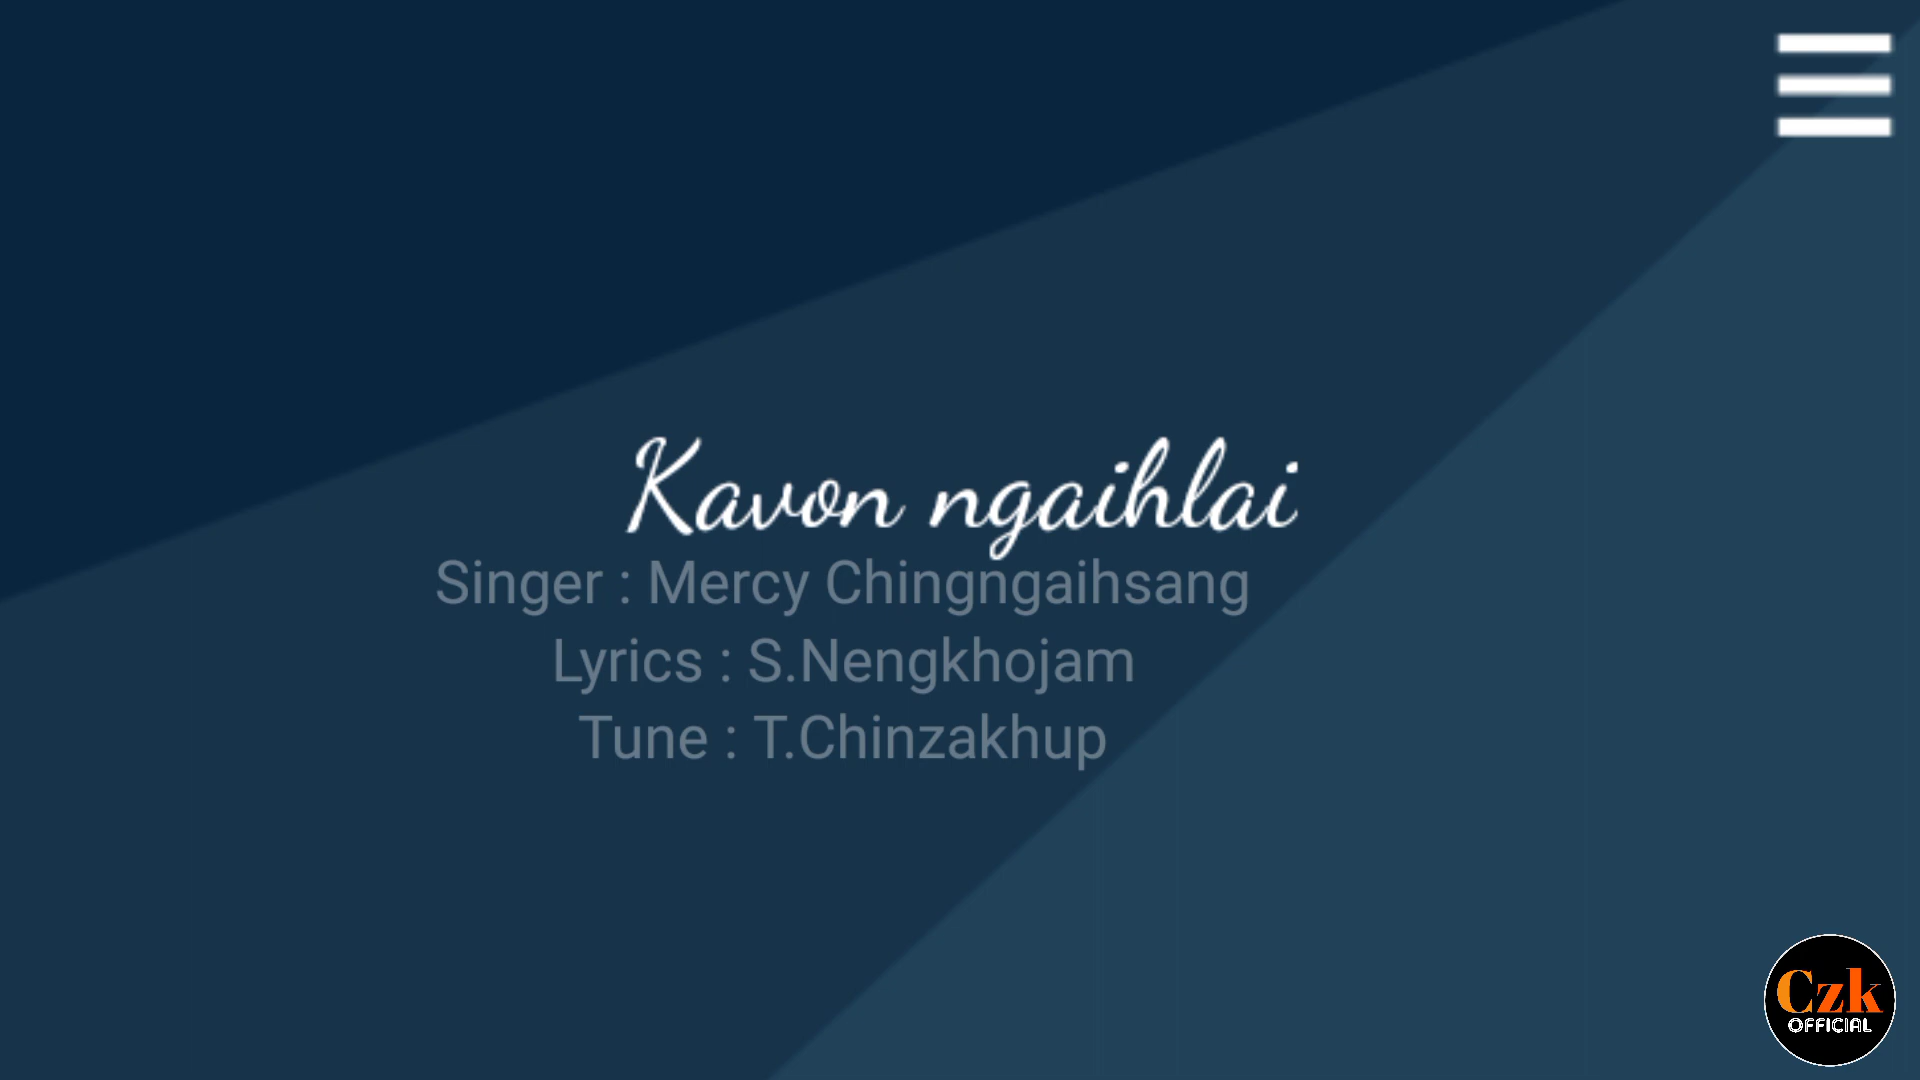 Kavon ngaihlai
Singer : Mercy Chingngaihsang
Lyrics : S.Nengkhojam
Tune : T.Chinzakhup
Czk
OFFICIAL